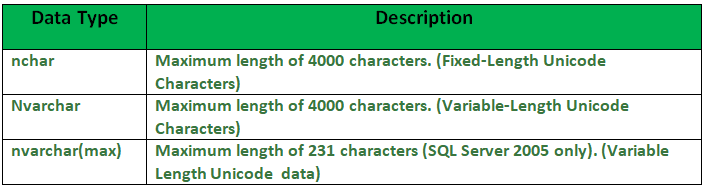 Data Type Description
nchar Maximum length of 4000 characters. (Fixed-Length Unicode
Characters)
Nvarchar Maximum length of 4000 characters. (Variable-Length Unicode
Characters)
nvarchar(max) Maximum length of 231 characters (SQL Server 2005 only). (Variable
Length Unicode data)